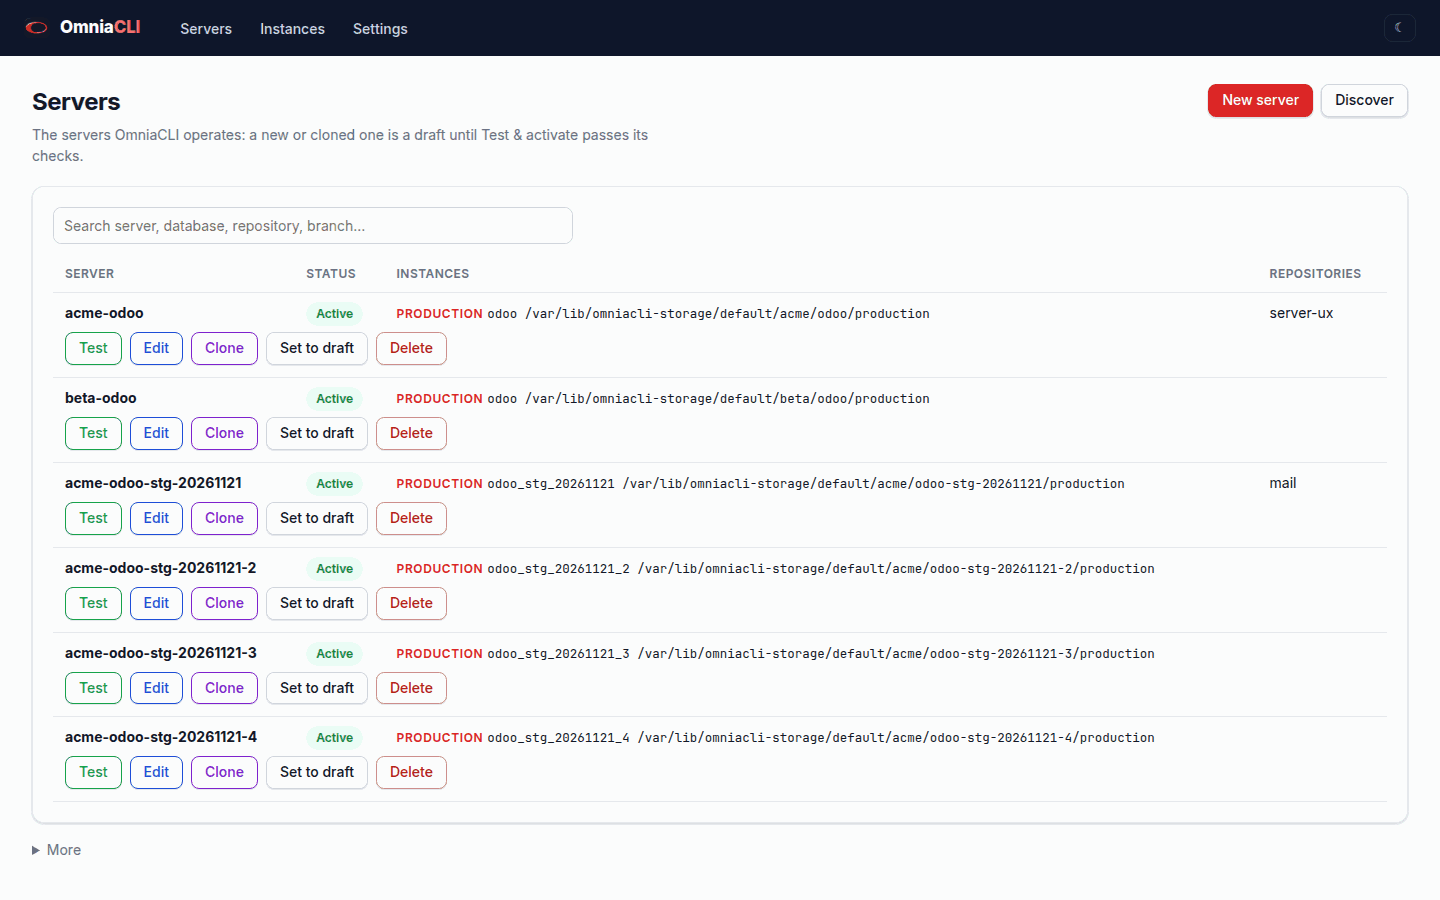 OmniaCLI
Servers
Instances
Settings
Servers
New server
Discover
The servers OmniaCLI operates: a new or cloned one is a draft until Test & activate passes its
checks.
Search server, database, repository, branch...
SERVER STATUS INSTANCES REPOSITORIES
acme-odoo Active PRODUCTION odoo /var/lib/omniacli-storage/default/acme/odoo/production server-ux
Test Edit Clone Set to draft Delete
beta-odoo Active PRODUCTION odoo /var/lib/omniacli-storage/default/beta/odoo/production
Test Edit Clone Set to draft Delete
acme-odoo-stg-20261121 Active PRODUCTION odoo_stg_20261121 /var/lib/omniacli-storage/default/acme/odoo-stg-20261121/production mail
Test Edit Clone Set to draft Delete
acme-odoo-stg-20261121-2 Active PRODUCTION odoo_stg_20261121_2 /var/lib/omniacli-storage/default/acme/odoo-stg-20261121-2/production
Test Edit Clone Set to draft Delete
acme-odoo-stg-20261121-3 Active PRODUCTION odoo_stg_20261121_3 /var/lib/omniacli-storage/default/acme/odoo-stg-20261121-3/production
Test Edit Clone Set to draft Delete
acme-odoo-stg-20261121-4 Active PRODUCTION odoo_stg_20261121_4 /var/lib/omniacli-storage/default/acme/odoo-stg-20261121-4/production
Test Edit Clone Set to draft Delete
More